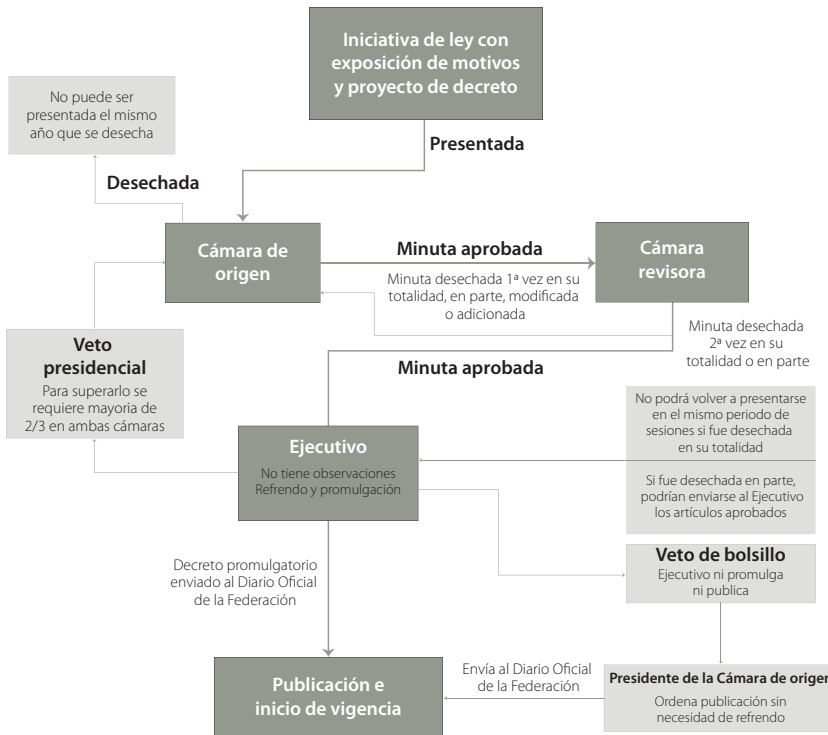 Iniciativa de ley con
exposición de motivos
y proyecto de decreto
No puede ser
presentada el mismo
año que se desecha
Presentada
Desechada
Cámara de
origen
Minuta aprobada
Minuta desechada 1ª vez en su
totalidad, en parte, modificada
o adicionada
Cámara
revisora
Minuta desechada
2ª vez en su
totalidad o en parte
Veto
presidencial
Para superarlo se
requiere mayoria de
2/3 en ambas cámaras
Minuta aprobada
No podrá volver a presentarse
en el mismo periodo de
sesiones si fue desechada
en su totalidad
Si fue desechada en parte,
podrían enviarse al Ejecutivo
los artículos aprobados
Ejecutivo
No tiene observaciones
Refrendo y promulgación
Veto de bolsillo
Ejecutivo ni promulga
ni publica
Decreto promulgatorio
enviado al Diario Oficial
de la Federación
Publicación e
inicio de vigencia
Envía al Diario Oficial
de la Federación
Presidente de la Cámara de origen
Ordena publicación sin
necesidad de refrendo